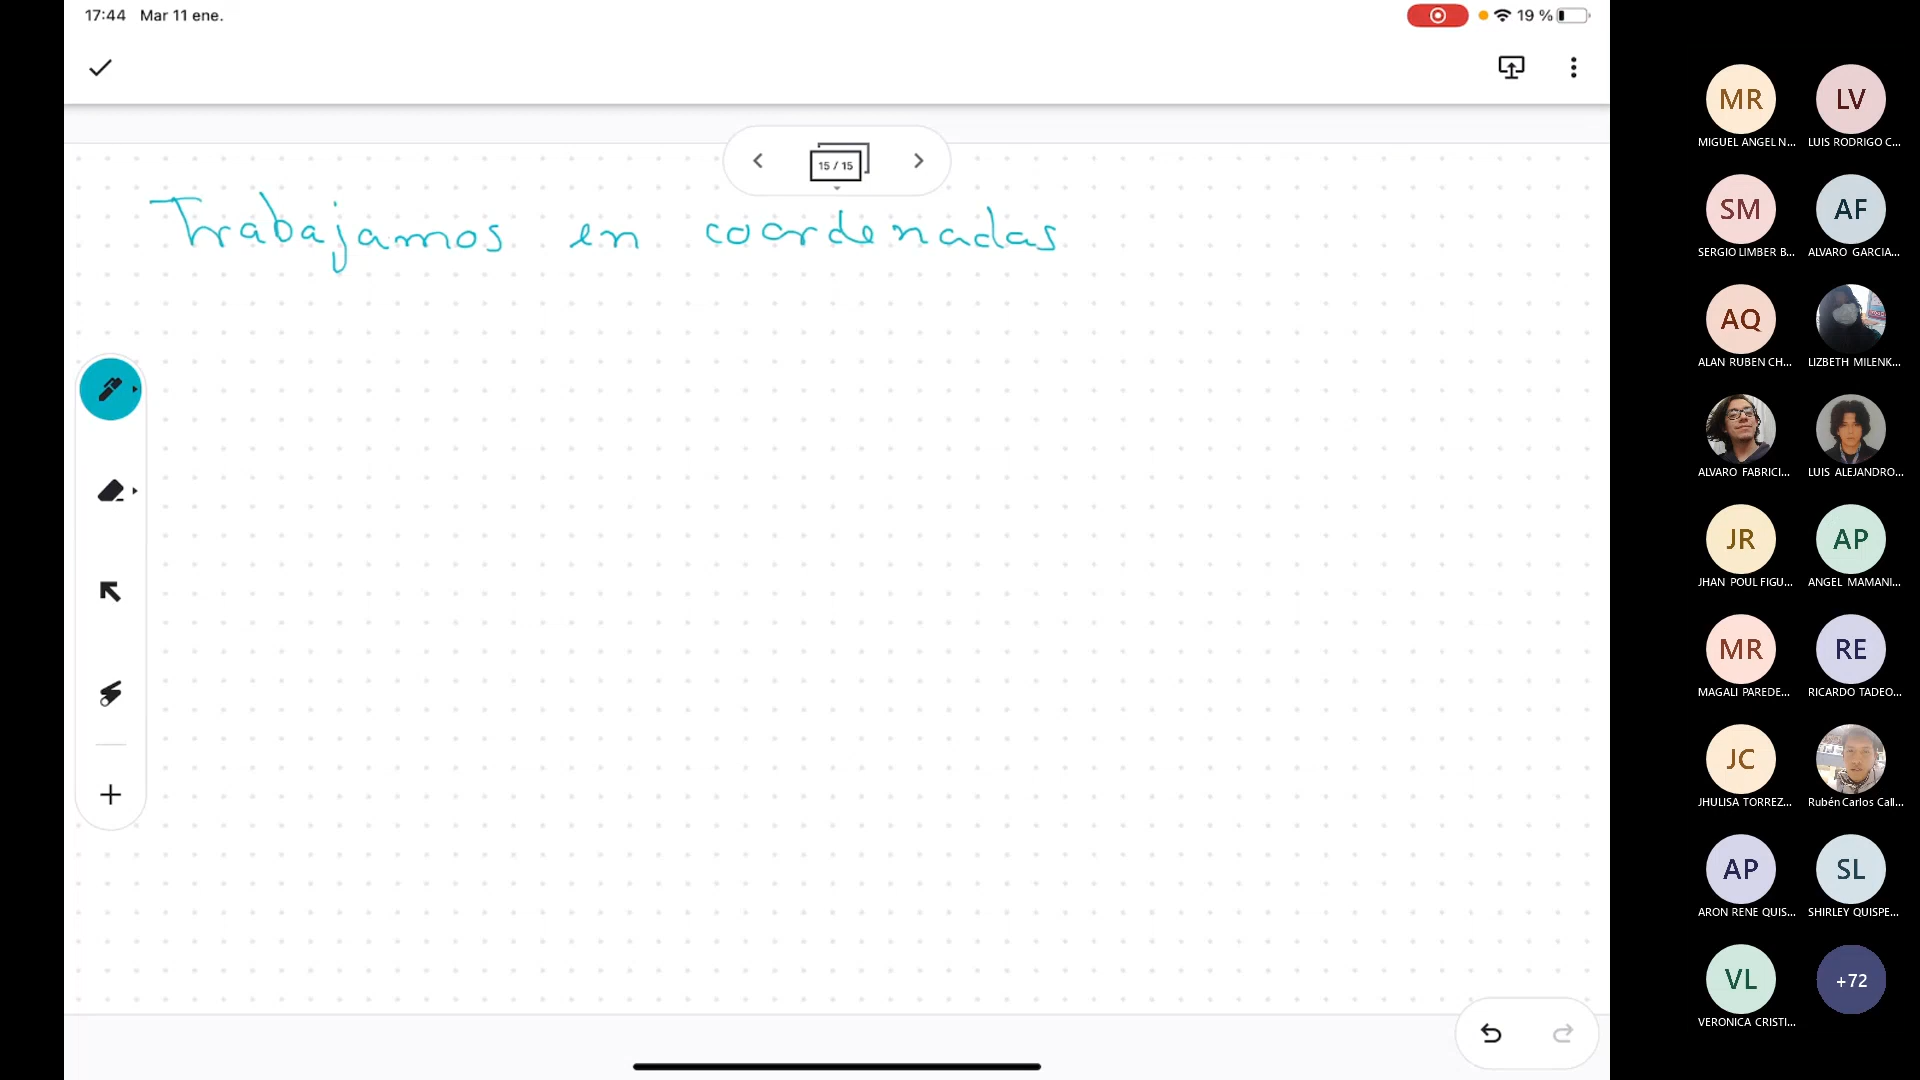 17:44 Mar 11 ene.
19 %
15 / 15
Trabajamos en coordenadas
MR LV
MIGUEL ANGEL N... LUIS RODRIGO C...
SM AF
SERGIO LIMBER B... ALVARO GARCIA...
AQ
ALAN RUBEN CH... LIZBETH MILENK...
ALVARO FABRICI... LUIS ALEJANDRO...
JR AP
JHAN POUL FIGU... ANGEL MAMANI...
MR RE
MAGALI PAREDE... RICARDO TADEO...
JC
JHULISA TORREZ... Rubén Carlos Call...
AP SL
ARON RENE QUIS... SHIRLEY QUISPE...
VL +72
VERONICA CRISTI...